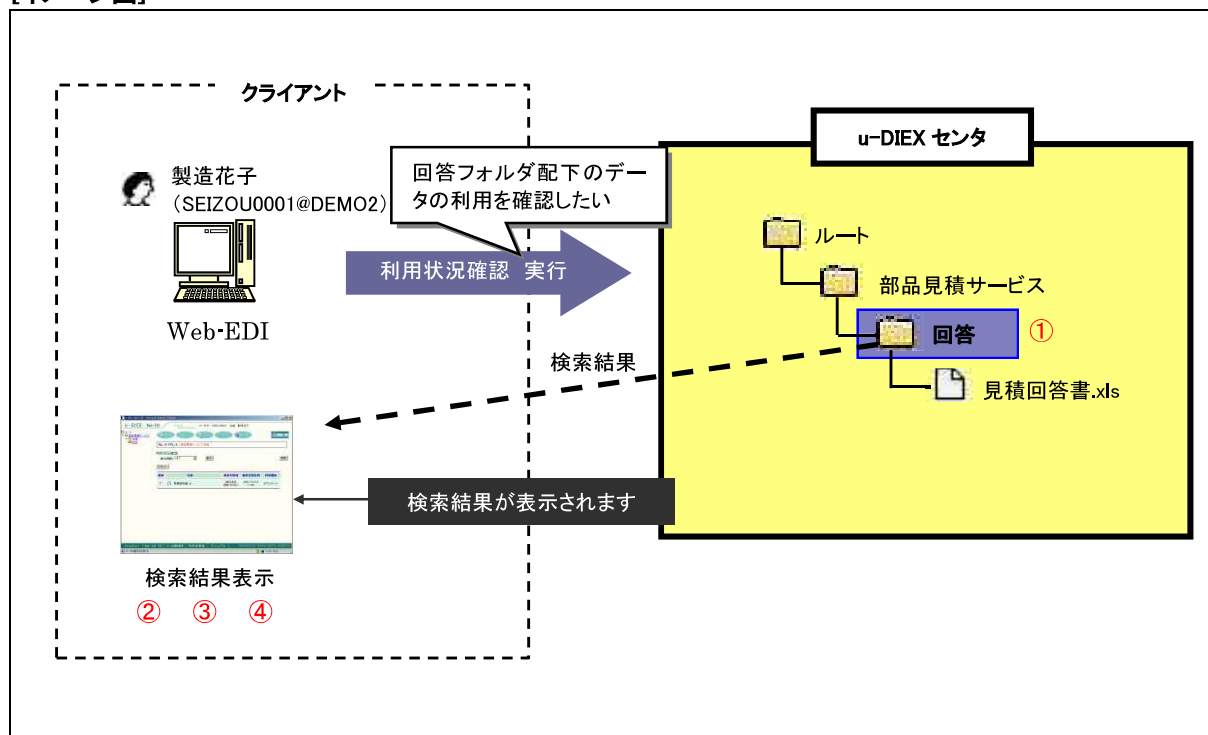 クライアント
u-DIEX センタ
製造花子
(SEIZOU0001@DEMO2)
回答フォルダ配下のデー
タの利用を確認したい
利用状況確認 実行
Web-EDI
ルート
部品見積サービス
回答
①
見積回答書.xls
検索結果
検索結果が表示されます
検索結果表示
② ③ ④